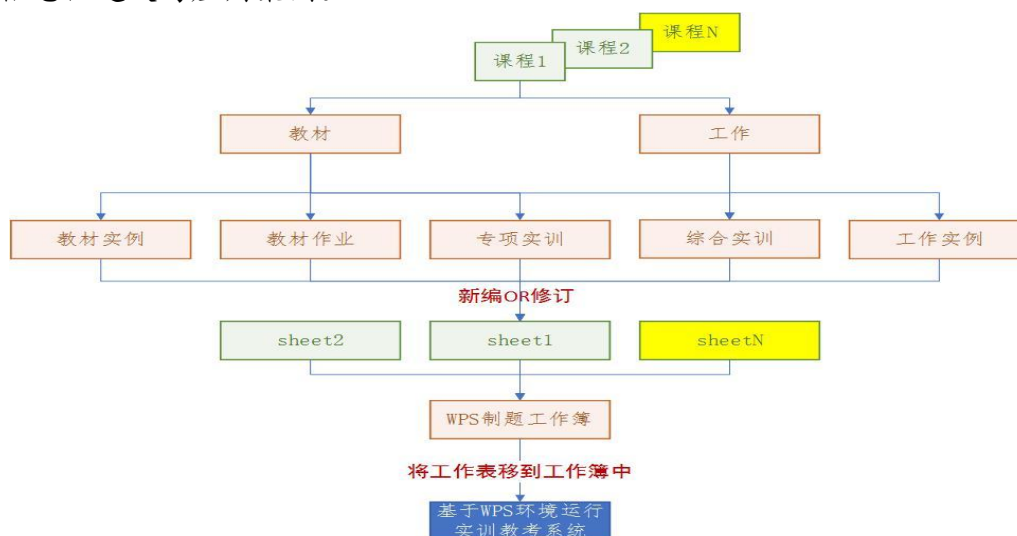 课程N
课程2
课程1
教材
工作
教材实例
教材作业
专项实训
综合实训
工作实例
新编OR修订
sheet2
sheet1
sheetN
WPS制题工作簿
将工作表移到工作簿中
基于WPS环境运行
实训教考系统